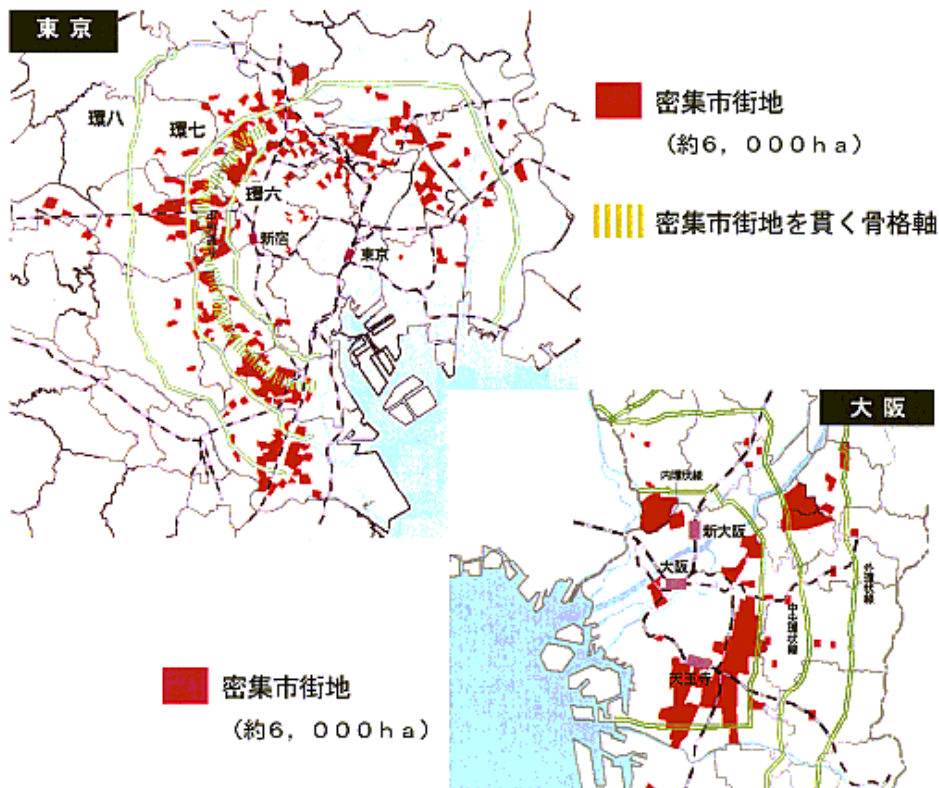 東京
環八
環七
環六
新宿
東京
密集市街地
(約6，000ha)
密集市街地を貫く骨格軸
大阪
内環状線
新大阪
大阪
中央環状線
外環状線
天王寺
密集市街地
(約6，000ha)